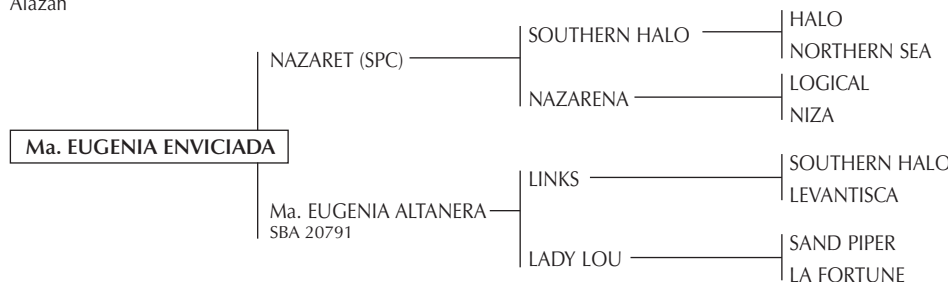 Alazán
HALO
SOUTHERN HALO
NORTHERN SEA
NAZARET (SPC)
LOGICAL
NAZARENA
NIZA
Ma. EUGENIA ENVICIADA
SOUTHERN HALO
LINKS
LEVANTISCA
Ma. EUGENIA ALTANERA
SBA 20791
SAND PIPER
LADY LOU
LA FORTUNE